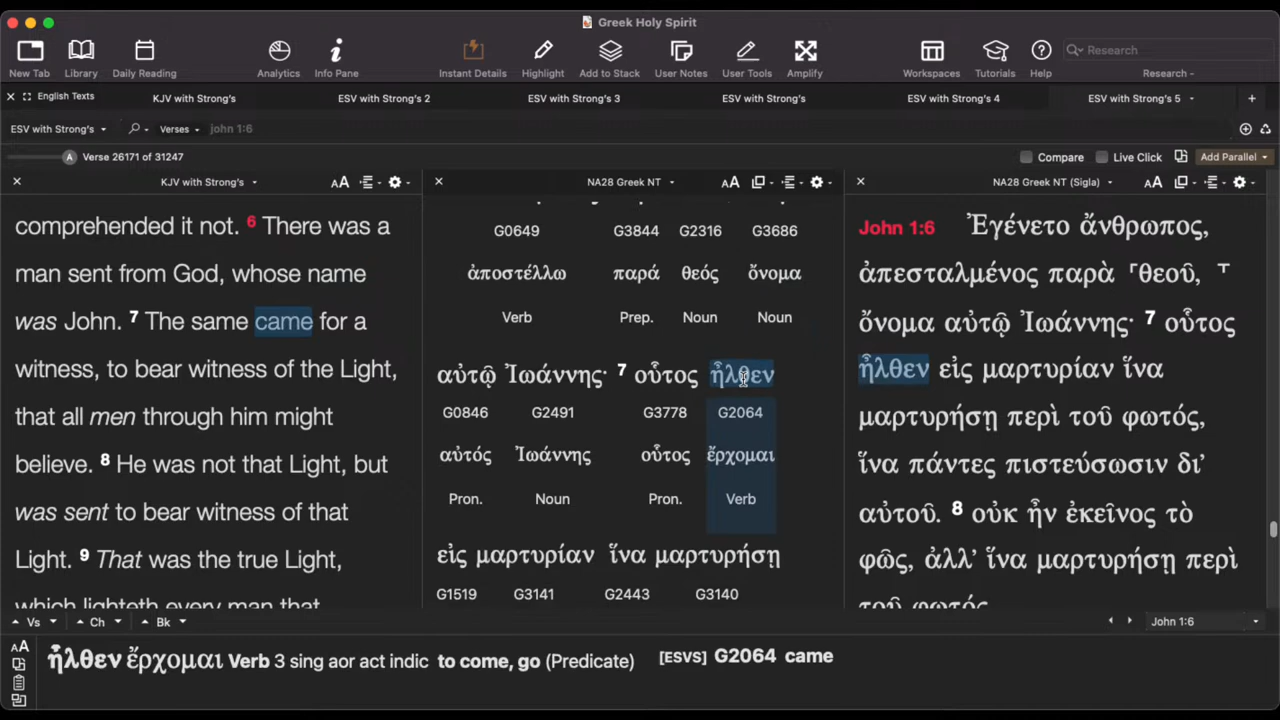 Greek Holy Spirit
New Tab Library Daily Reading Analytics Info Pane Instant Details Highlight Add to Stack User Notes User Tools Amplify Workspaces Tutorials Help Research
Research
English Texts KJV with Strong's ESV with Strong's 2 ESV with Strong's 3 ESV with Strong's ESV with Strong's 4 ESV with Strong's 5
ESV with Strong's Verses john 1:6
A Verse 26171 of 31247 Compare Live Click Add Parallel
KJV with Strong's
comprehended it not. 6 There was a
man sent from God, whose name
was John. 7 The same came for a
witness, to bear witness of the Light,
that all men through him might
believe. 8 He was not that Light, but
was sent to bear witness of that
Light. 9 That was the true Light,
which lighteth every man that
NA28 Greek NT
G0649 G3844 G2316 G3686
ἀποστέλλω παρά θεός ὄνομα
Verb Prep. Noun Noun
αὐτῷ Ἰωάννης· 7 οὗτος ἦλθεν
G0846 G2491 G3778 G2064
αὐτός Ἰωάννης οὗτος ἔρχομαι
Pron. Noun Pron. Verb
εἰς μαρτυρίαν ἵνα μαρτυρήσῃ
G1519 G3141 G2443 G3140
NA28 Greek NT (Sigla)
John 1:6 Ἐγένετο ἄνθρωπος,
ἀπεσταλμένος παρὰ ⸀θεοῦ, ⸆
ὄνομα αὐτῷ Ἰωάννης· 7 οὗτος
ἦλθεν εἰς μαρτυρίαν ἵνα
μαρτυρήσῃ περὶ τοῦ φωτός,
ἵνα πάντες πιστεύσωσιν δι’
αὐτοῦ. 8 οὐκ ἦν ἐκεῖνος τὸ
φῶς, ἀλλ’ ἵνα μαρτυρήσῃ περὶ
τοῦ φωτός.
Vs Ch Bk John 1:6
ἦλθεν ἔρχομαι Verb 3 sing aor act indic to come, go (Predicate) [ESVS] G2064 came